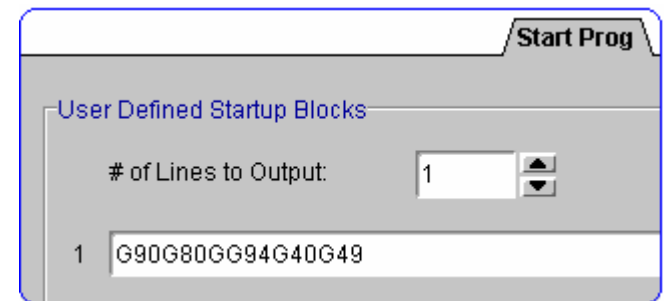 Start Prog
User Defined Startup Blocks
# of Lines to Output: 1
1 G90G80GG94G40G49